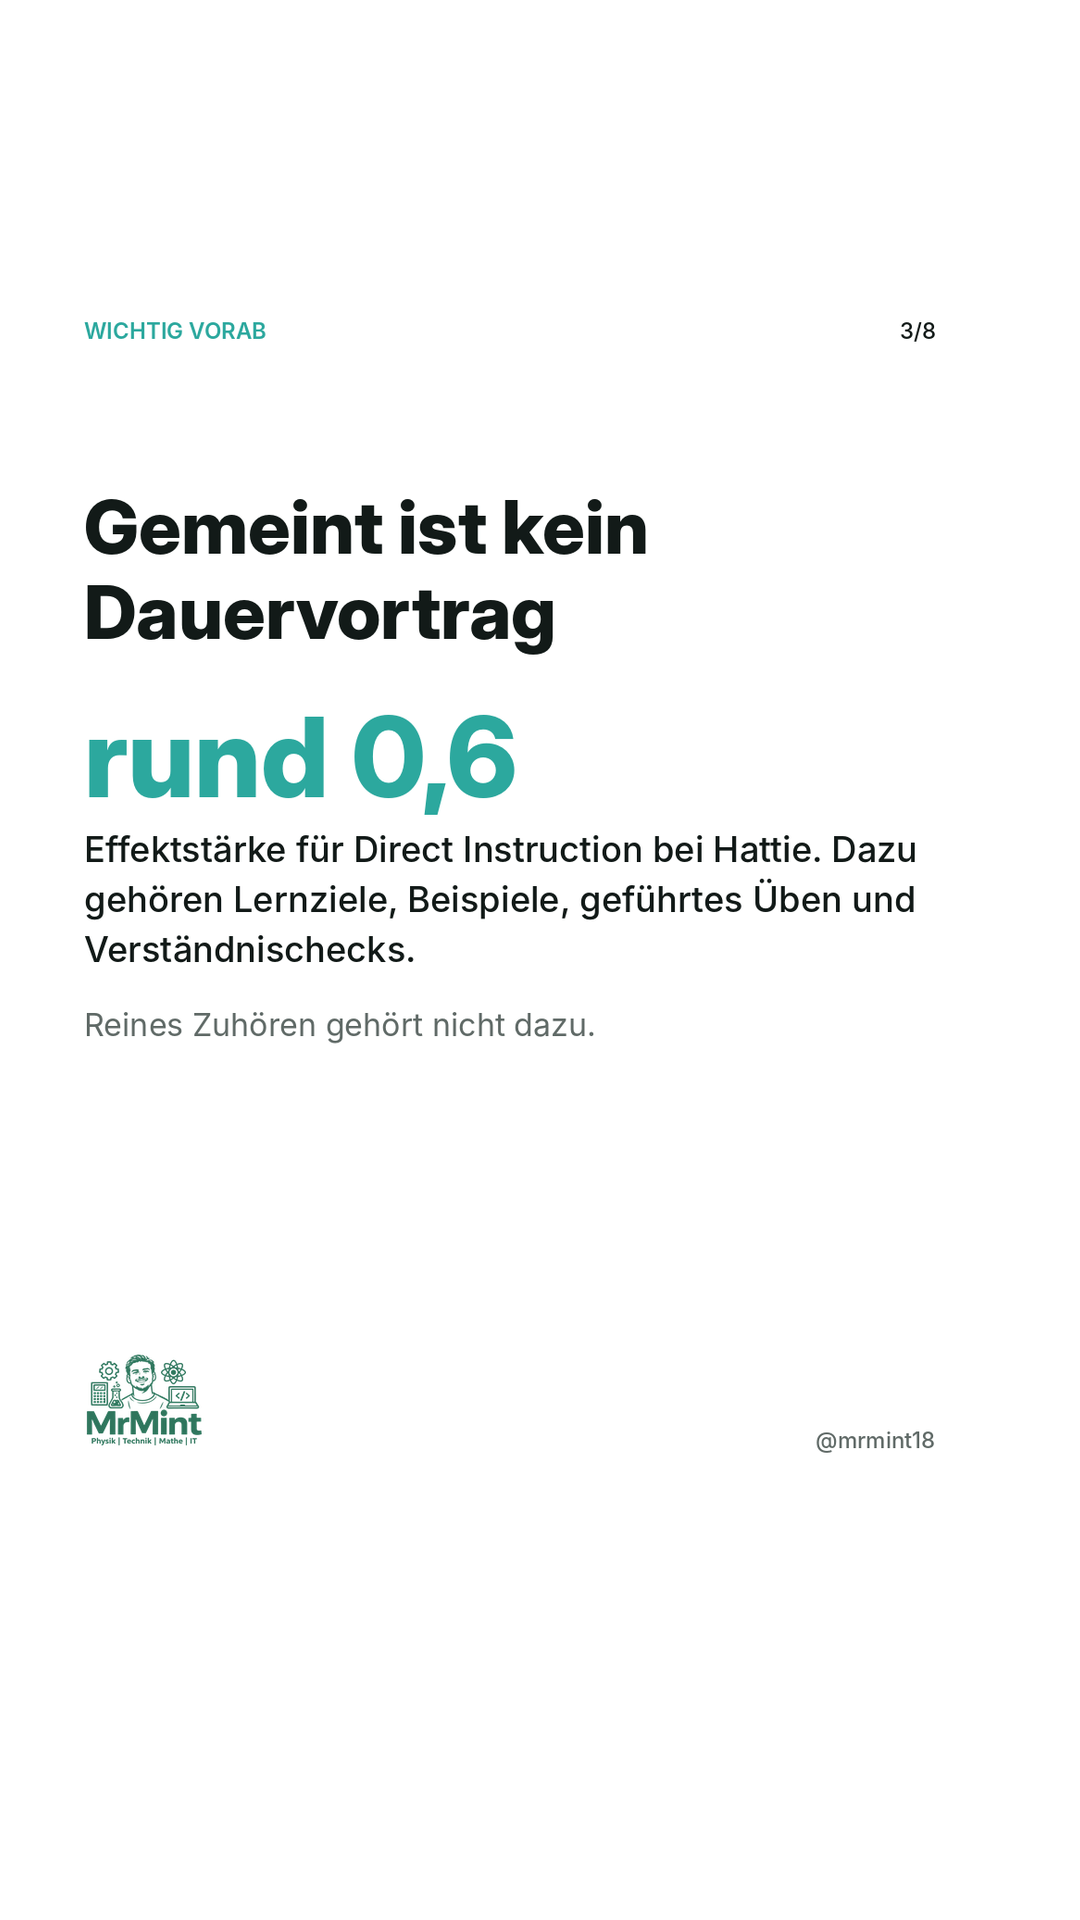 WICHTIG VORAB
3/8
Gemeint ist kein
Dauervortrag
rund 0,6
Effektstärke für Direct Instruction bei Hattie. Dazu
gehören Lernziele, Beispiele, geführtes Üben und
Verständnischecks.
Reines Zuhören gehört nicht dazu.
</>
MrMint
Physik | Technik | Mathe | IT
@mrmint18